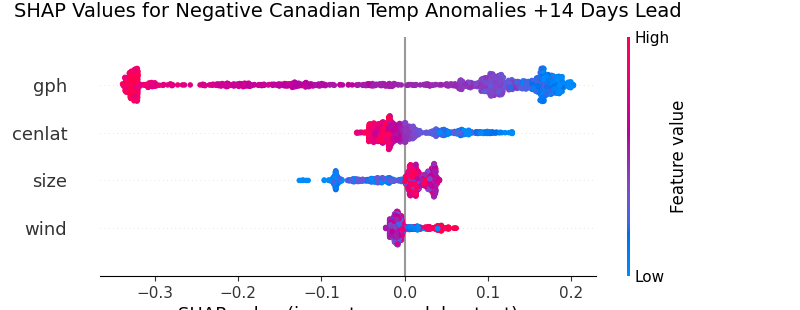 SHAP Values for Negative Canadian Temp Anomalies +14 Days Lead
High
gph
cenlat
size
wind
Feature value
Low
−0.3 −0.2 −0.1 0.0 0.1 0.2